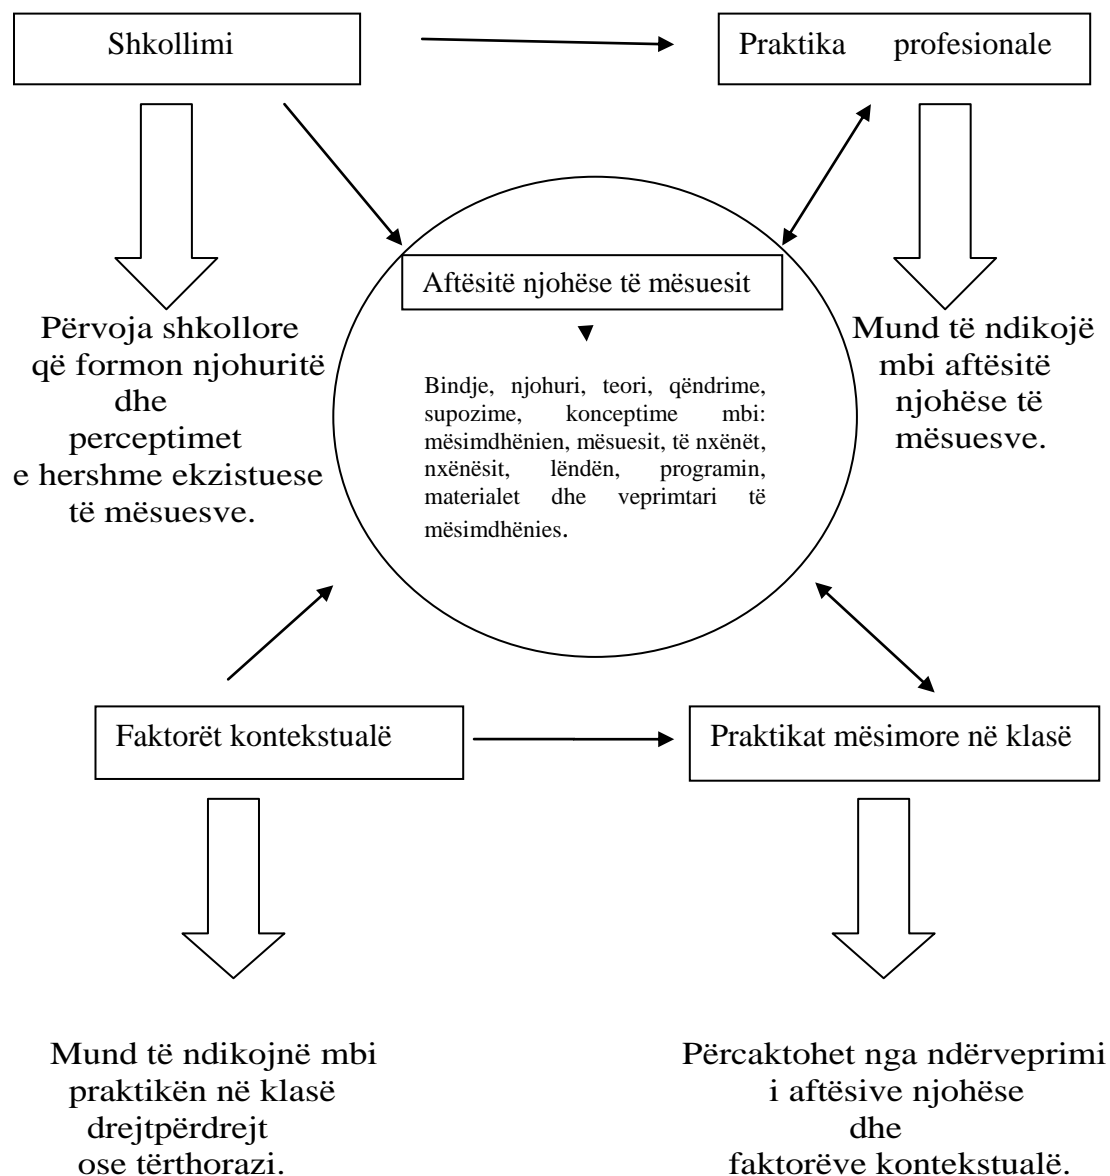 Shkollimi
Praktika profesionale
Aftësitë njohëse të mësuesit
Bindje, njohuri, teori, qëndrime,
supozime, konceptime mbi:
mësimdhënien, mësuesit, të nxënët,
nxënësit, lëndën, programin,
materialet dhe veprimtari të
mësimdhënies.
Përvoja shkollore
që formon njohuritë
dhe
perceptimet
e hershme ekzistuese
të mësuesve.
Mund të ndikojë
mbi aftësitë
njohëse të
mësuesve.
Faktorët kontekstualë
Praktikat mësimore në klasë
Mund të ndikojnë mbi
praktikën në klasë
drejtpërdrejt
ose tërthorazi.
Përcaktohet nga ndërveprimi
i aftësive njohëse
dhe
faktorëve kontekstualë.